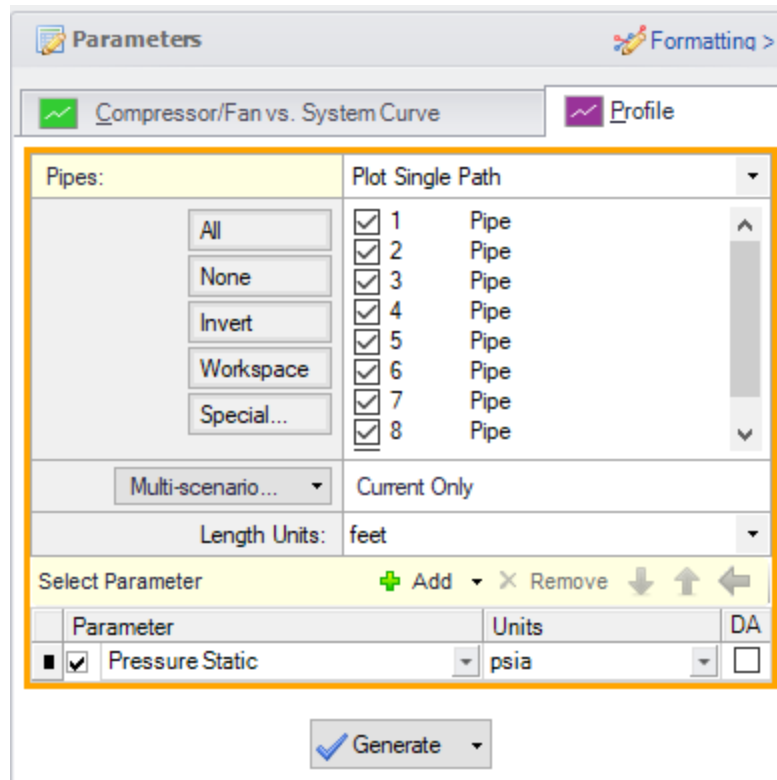 Parameters Formatting >
Compressor/Fan vs. System Curve Profile
Pipes: Plot Single Path
All
None
Invert
Workspace
Special...
1 Pipe
2 Pipe
3 Pipe
4 Pipe
5 Pipe
6 Pipe
7 Pipe
8 Pipe
Multi-scenario... Current Only
Length Units: feet
Select Parameter Add Remove
Parameter Units DA
Pressure Static psia
Generate